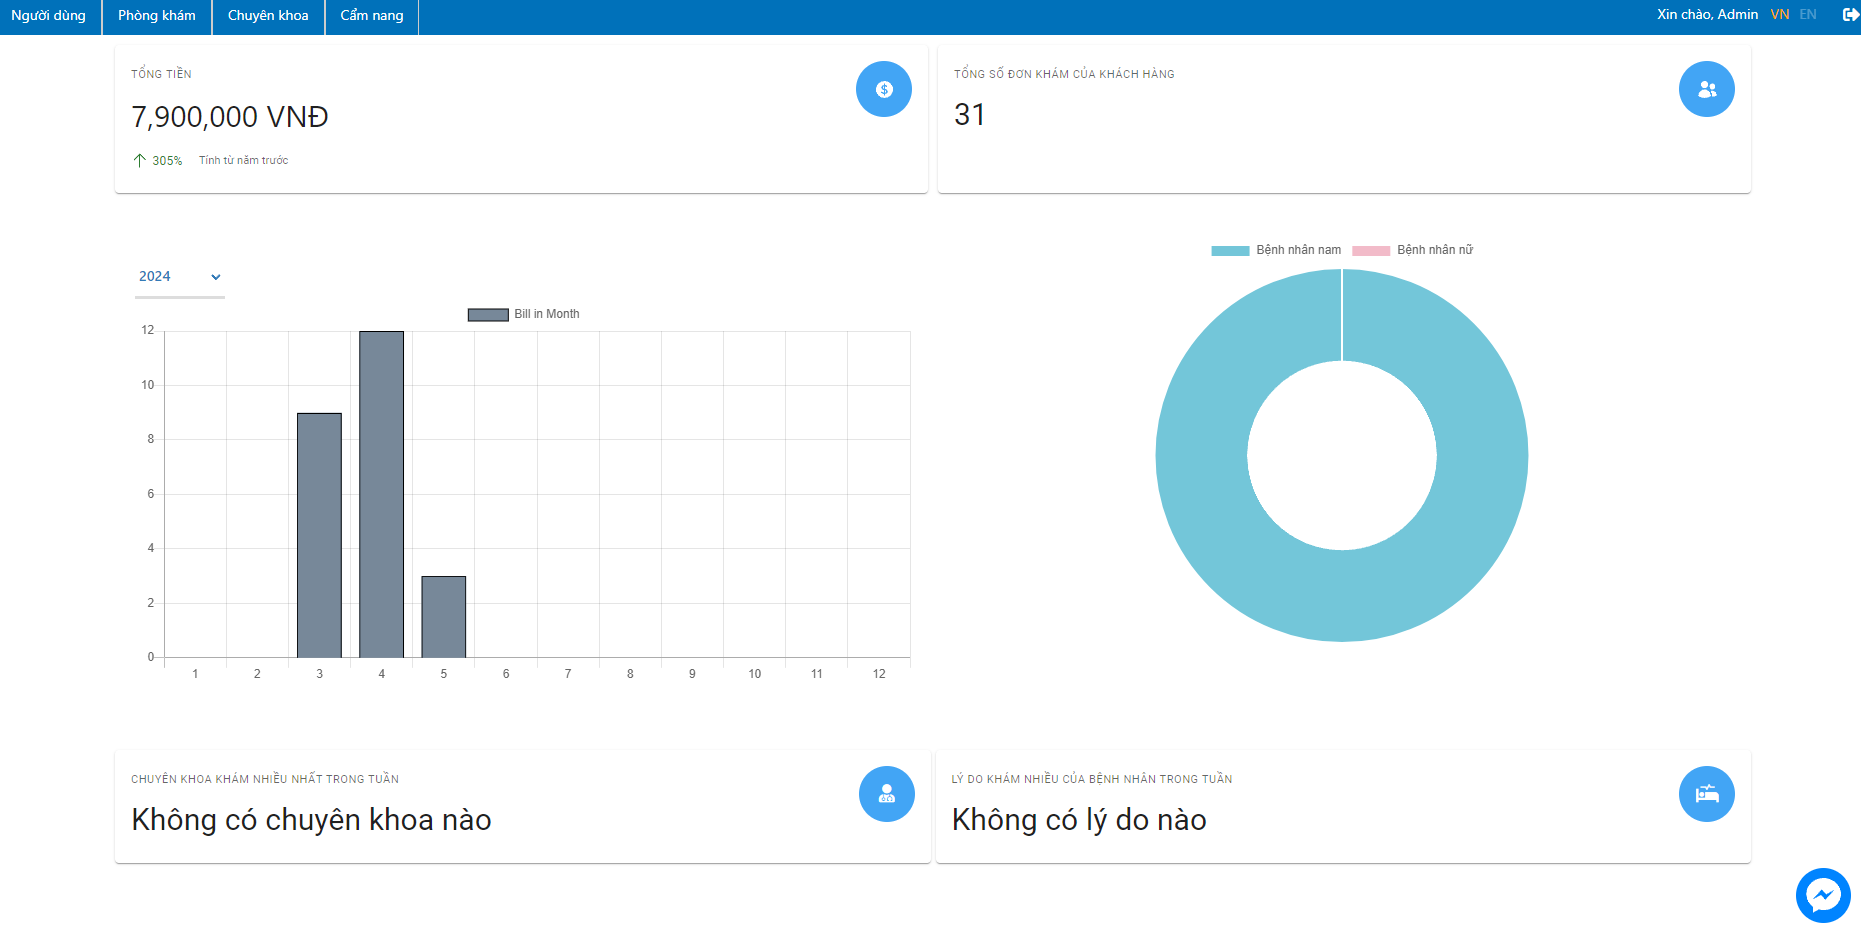 Người dùng
Phòng khám
Chuyên khoa
Cẩm nang
Xin chào, Admin
VN
EN
TỔNG TIỀN
7,900,000 VNĐ
305%
Tính từ năm trước
TỔNG SỐ ĐƠN KHÁM CỦA KHÁCH HÀNG
31
2024
Bill in Month
12
10
8
6
4
2
0
1 2 3 4 5 6 7 8 9 10 11 12
Bệnh nhân nam
Bệnh nhân nữ
CHUYÊN KHOA KHÁM NHIỀU NHẤT TRONG TUẦN
Không có chuyên khoa nào
LÝ DO KHÁM NHIỀU CỦA BỆNH NHÂN TRONG TUẦN
Không có lý do nào